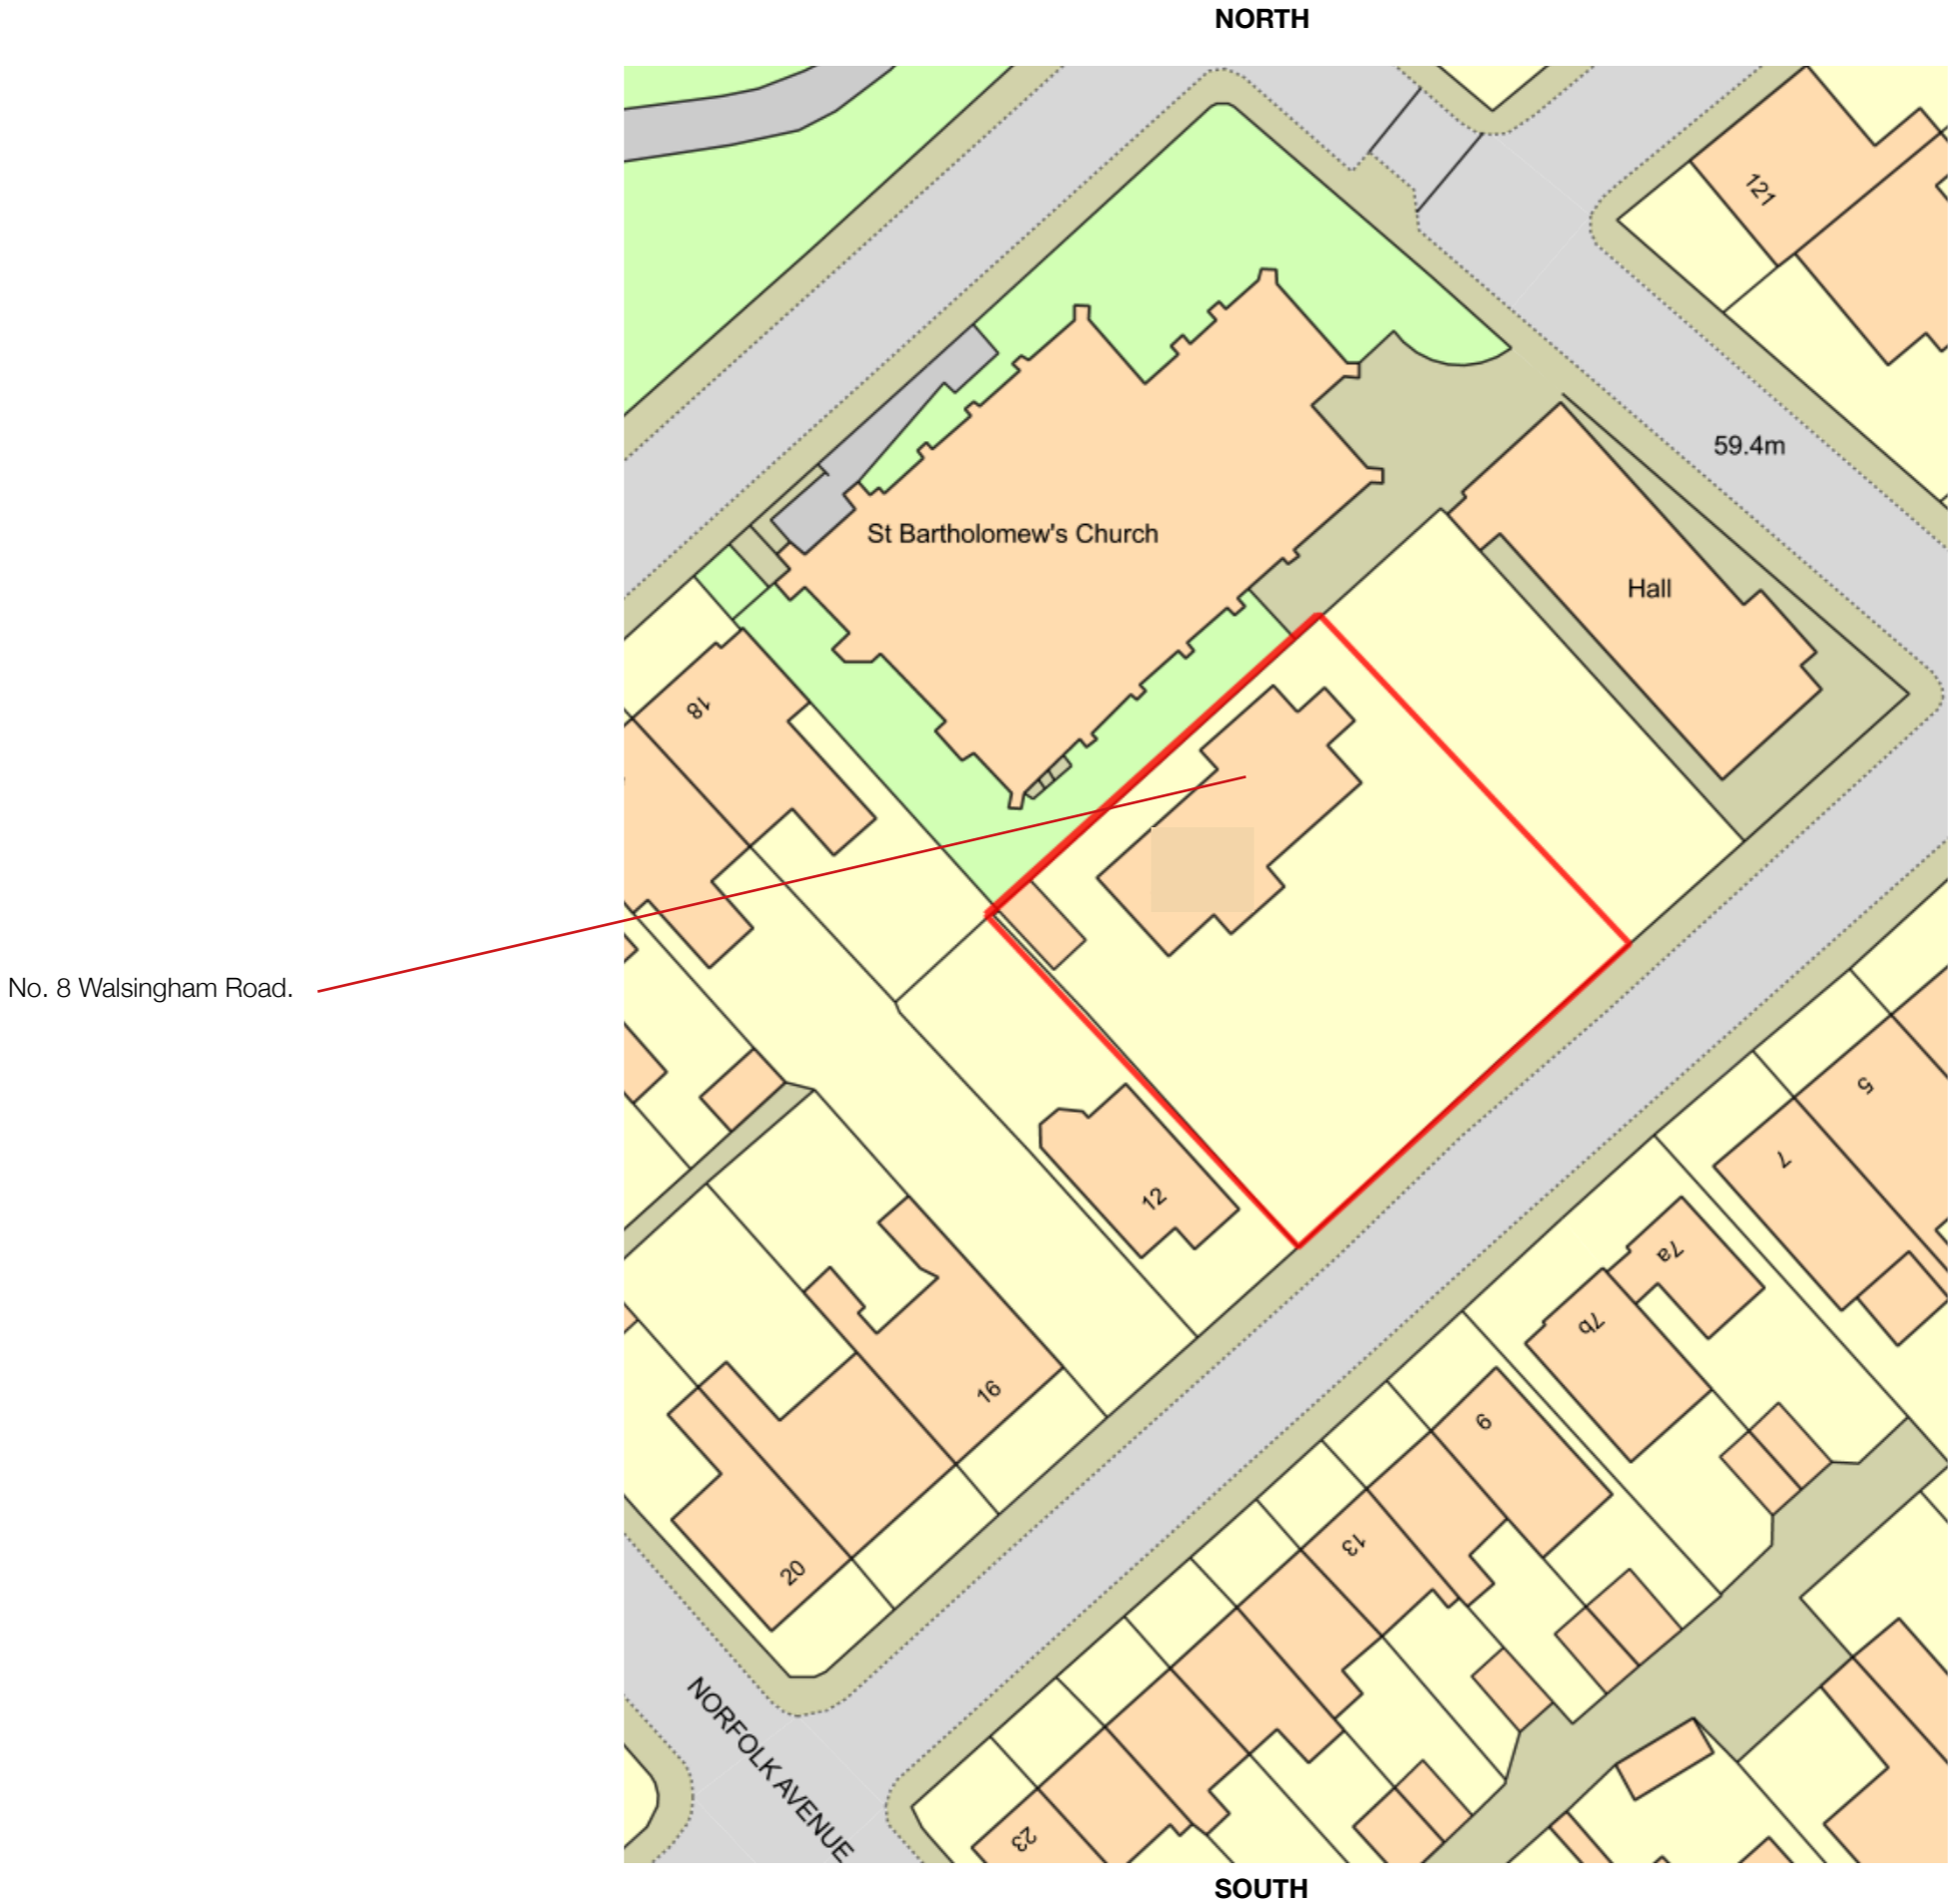 NORTH
121
59.4m
St Bartholomew's Church
Hall
18
No. 8 Walsingham Road.
5
7
12
7a
7b
16
9
13
20
NORFOLK AVENUE
23
SOUTH